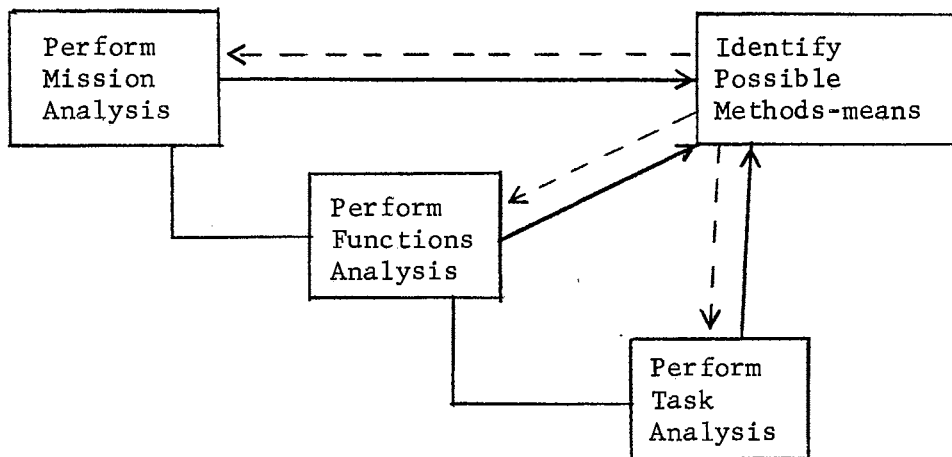 Perform
Mission
Analysis
Identify
Possible
Methods-means
Perform
Functions
Analysis
Perform
Task
Analysis